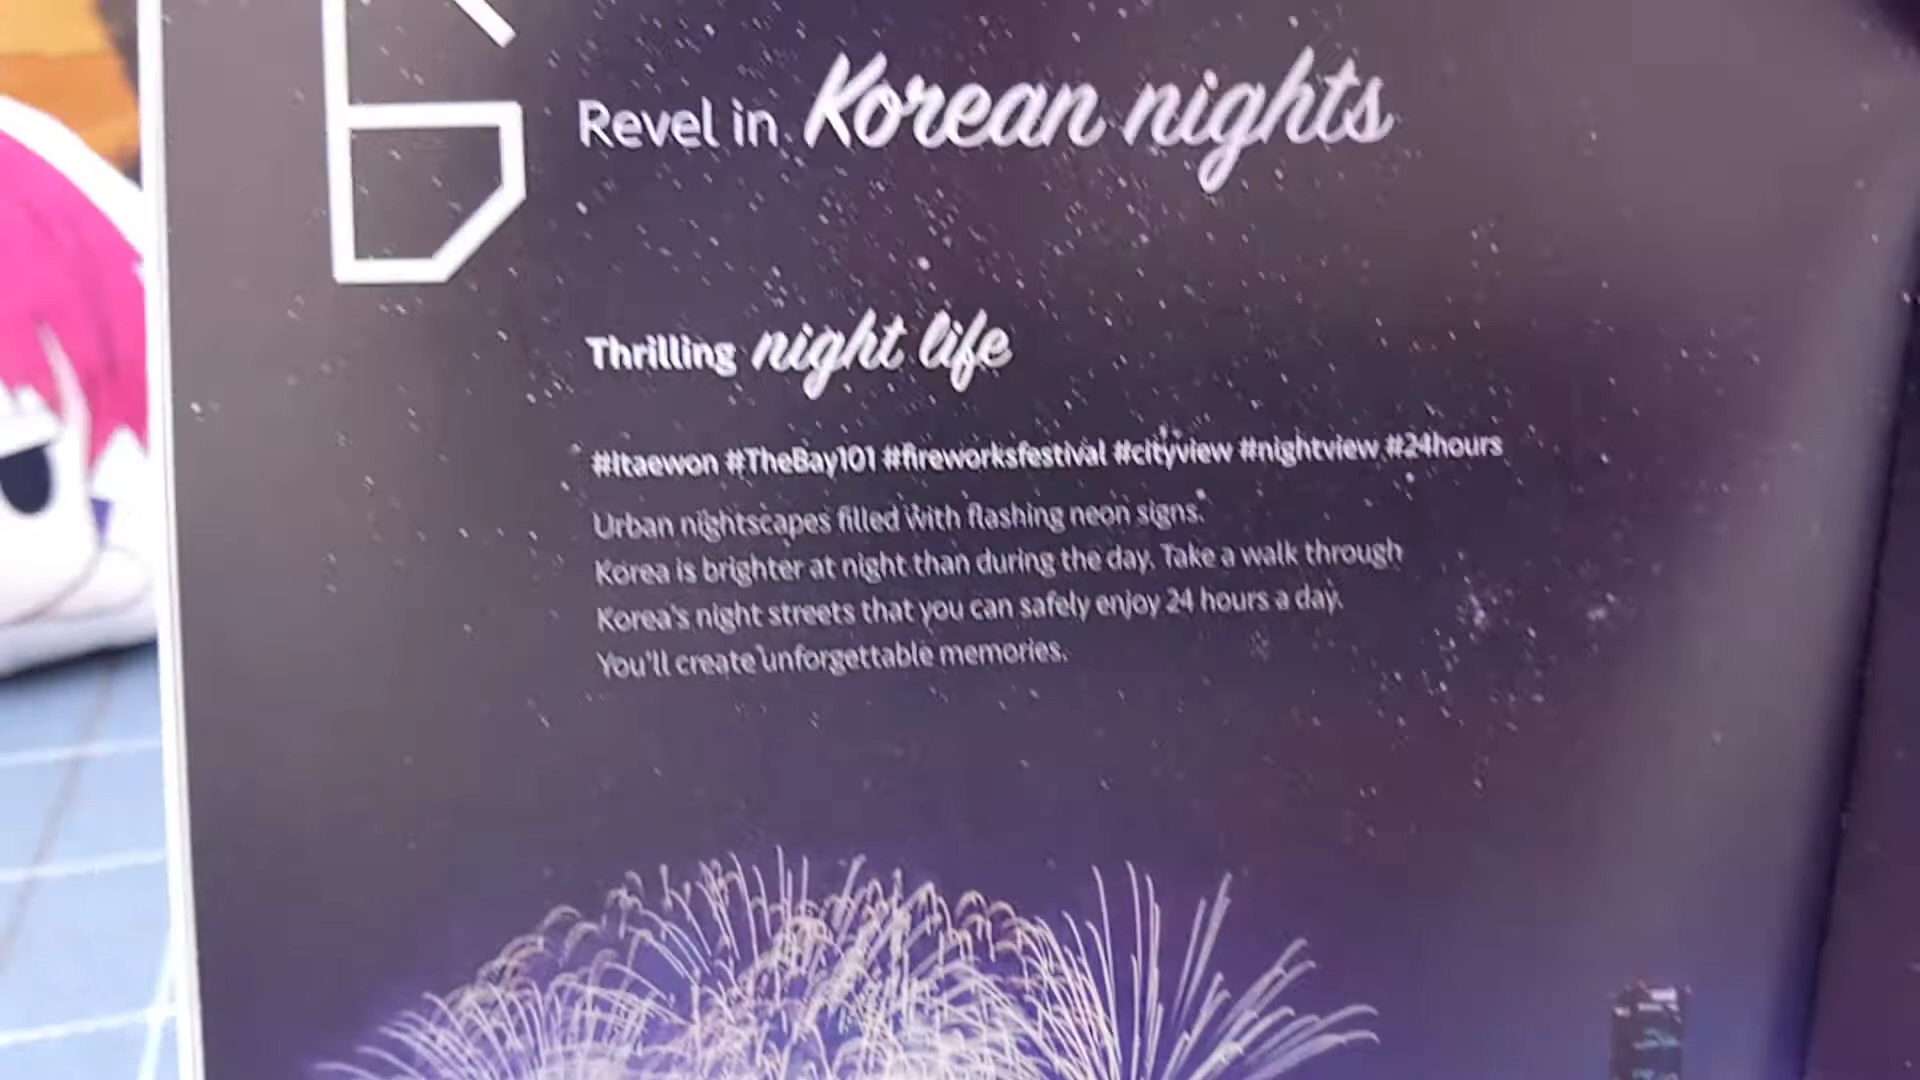 6
Revel in Korean nights
Thrilling night life
#Itaewon #TheBay101 #fireworksfestival #cityview #nightview #24hours
Urban nightscapes filled with flashing neon signs.
Korea is brighter at night than during the day. Take a walk through
Korea's night streets that you can safely enjoy 24 hours a day.
You'll create unforgettable memories.